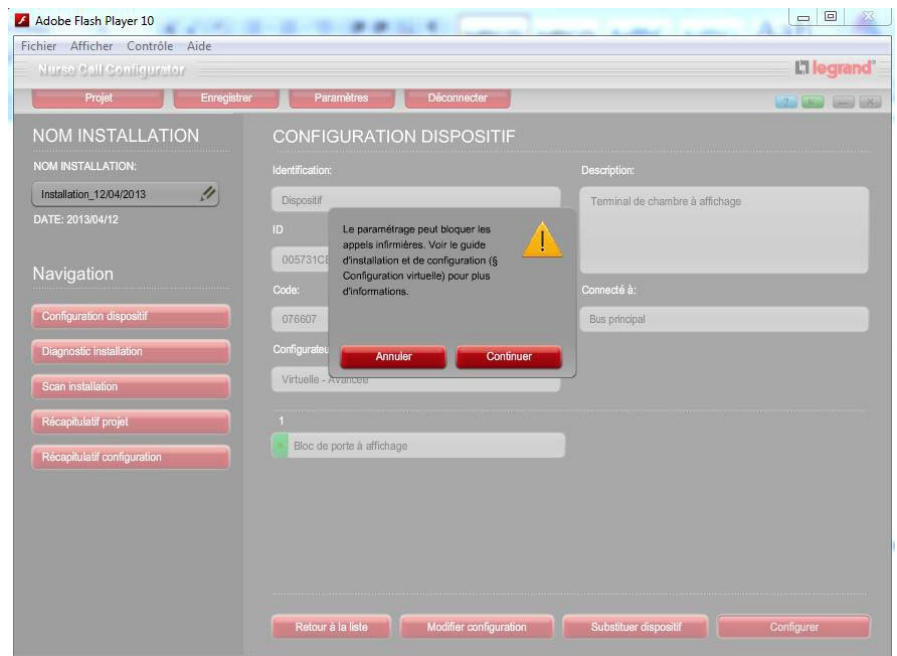 Adobe Flash Player 10
Fichier Afficher Contrôle Aide
Nurse Call Configurator
legrand
Projet Enregistrer Paramètres Déconnecter
NOM INSTALLATION
NOM INSTALLATION:
Installation_12/04/2013
DATE: 2013/04/12
Navigation
Configuration dispositif
Diagnostic installation
Scan installation
Récapitulatif projet
Récapitulatif configuration
CONFIGURATION DISPOSITIF
Identification:
Dispositif
Description:
Terminal de chambre à affichage
ID
005731C
Code:
076607
Connecté à:
Bus principal
Configurateu
Virtuelle - Avancée
1
Bloc de porte à affichage
Le paramétrage peut bloquer les
appels infirmières. Voir le guide
d'installation et de configuration (§
Configuration virtuelle) pour plus
d'informations.
Annuler Continuer
Retour à la liste Modifier configuration Substituer dispositif Configurer